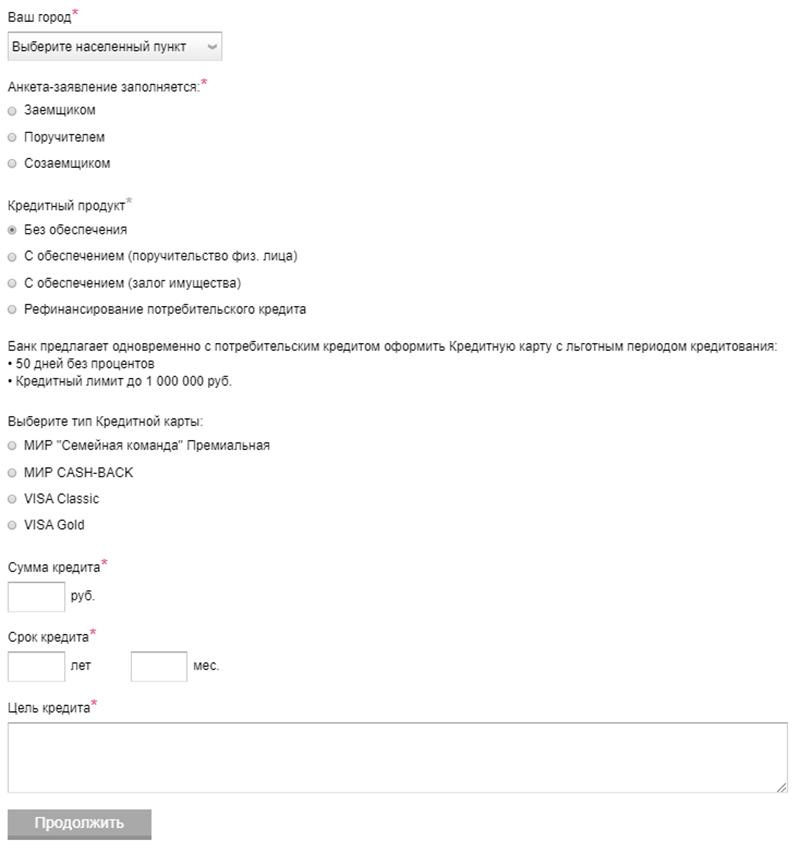 Ваш город*
Выберите населенный пункт
Анкета-заявление заполняется:*
Заемщиком
Поручителем
Созаемщиком
Кредитный продукт*
Без обеспечения
С обеспечением (поручительство физ. лица)
С обеспечением (залог имущества)
Рефинансирование потребительского кредита
Банк предлагает одновременно с потребительским кредитом оформить Кредитную карту с льготным периодом кредитования:
• 50 дней без процентов
• Кредитный лимит до 1 000 000 руб.
Выберите тип Кредитной карты:
МИР "Семейная команда" Премиальная
МИР CASH-BACK
VISA Classic
VISA Gold
Сумма кредита*
руб.
Срок кредита*
лет мес.
Цель кредита*
Продолжить